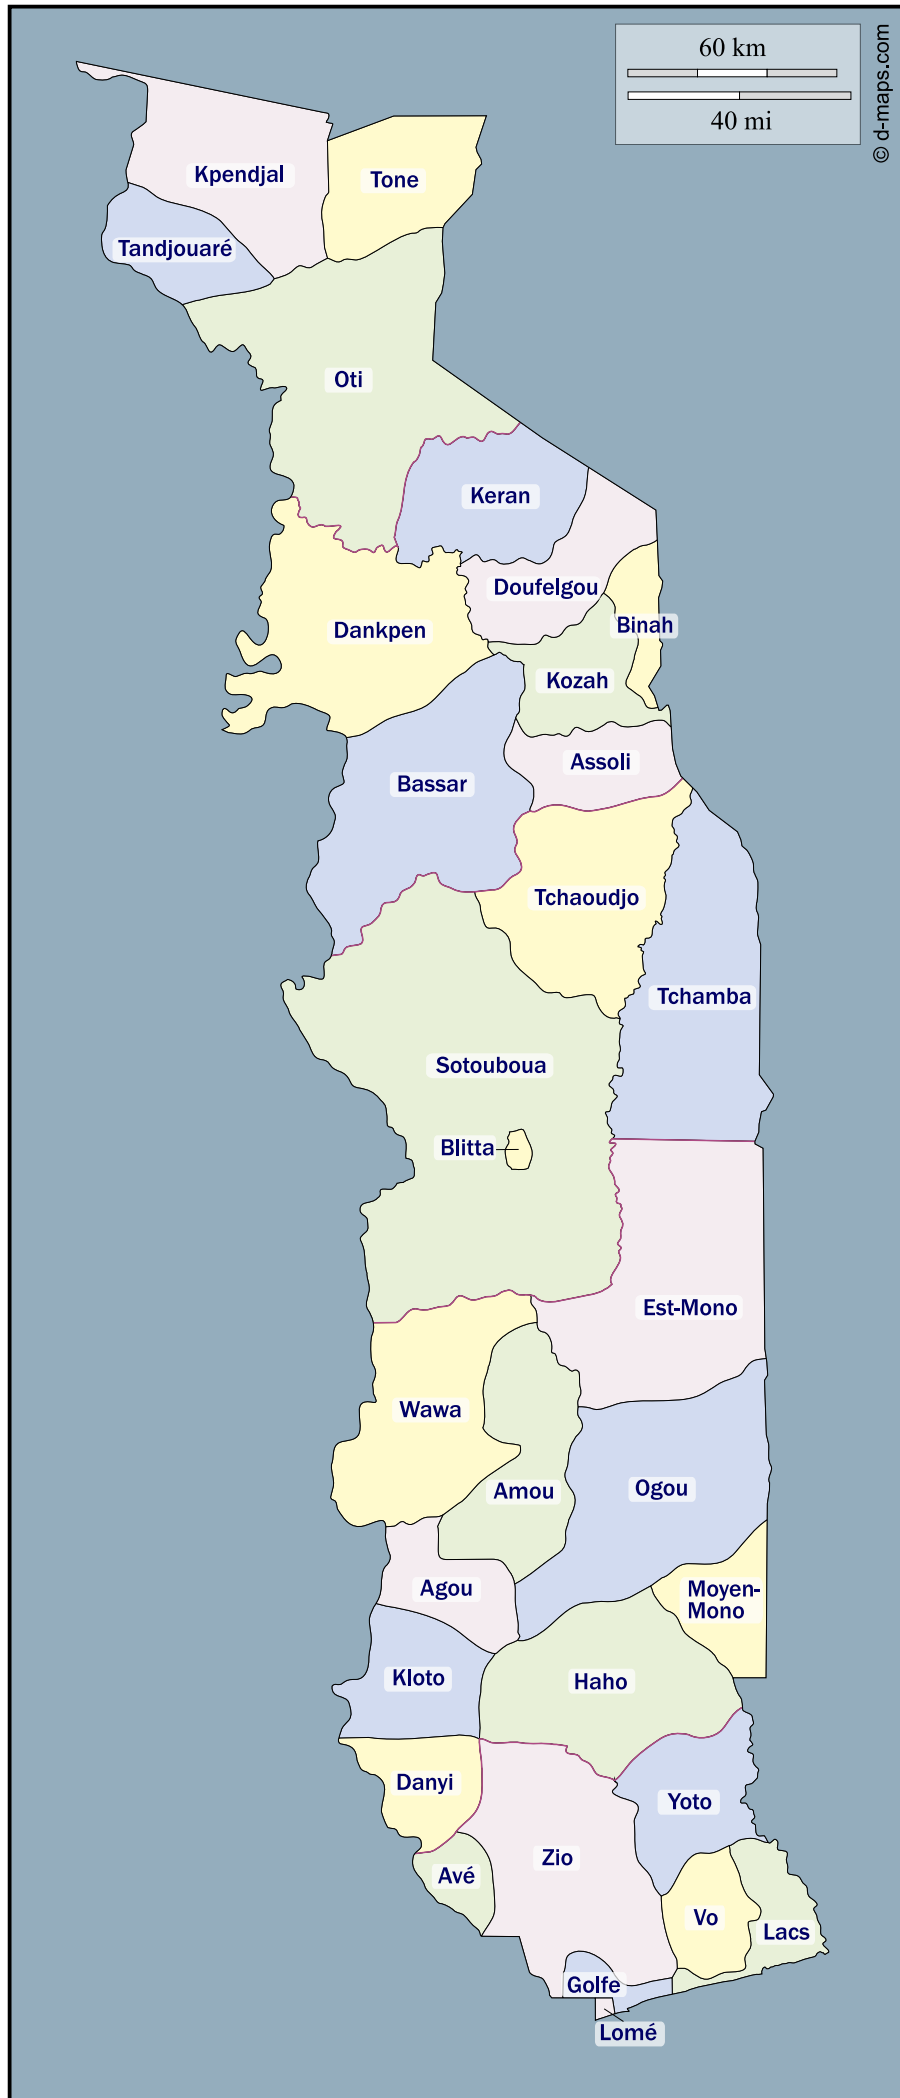 60 km
40 mi
© d-maps.com
Kpendjal
Tone
Tandjouaré
Oti
Keran
Doufelgou
Binah
Dankpen
Kozah
Assoli
Bassar
Tchaoudjo
Tchamba
Sotouboua
Blitta
Est-Mono
Wawa
Ogou
Amou
Agou
Moyen-
Mono
Kloto
Haho
Danyi
Yoto
Zio
Avé
Vo
Lacs
Golfe
Lomé